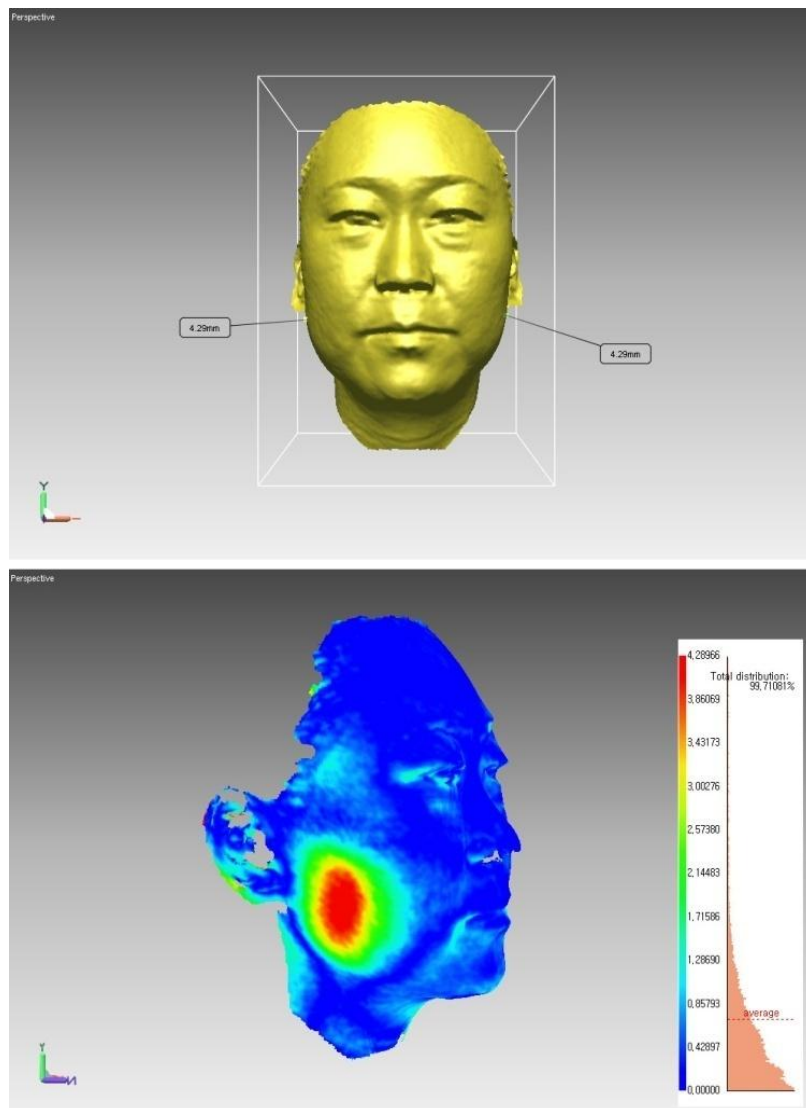 Perspective
4.29mm
4.29mm
Y
Perspective
4,28966
Total distribution:
99,71081%
3,86069
3,43173
3,00276
2,57380
2,14483
1,71586
1,28690
0,85793
average
0,42897
0,00000
Y